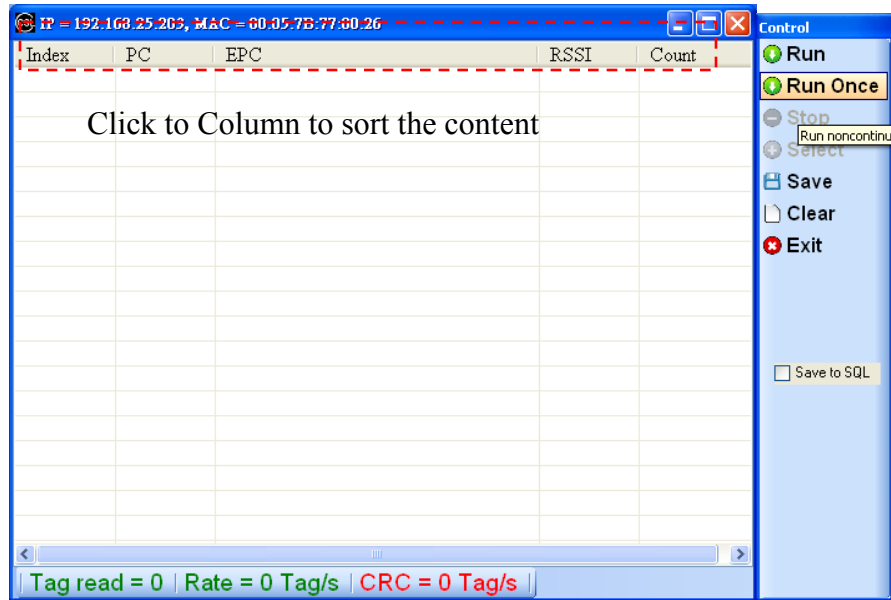 IP = 192.168.25.203, MAC = 00:05:7B:77:60:26
Index PC EPC RSSI Count
Click to Column to sort the content
Tag read = 0 Rate = 0 Tag/s CRC = 0 Tag/s
Control
Run
Run Once
Stop
Run noncontinu
Select
Save
Clear
Exit
Save to SQL